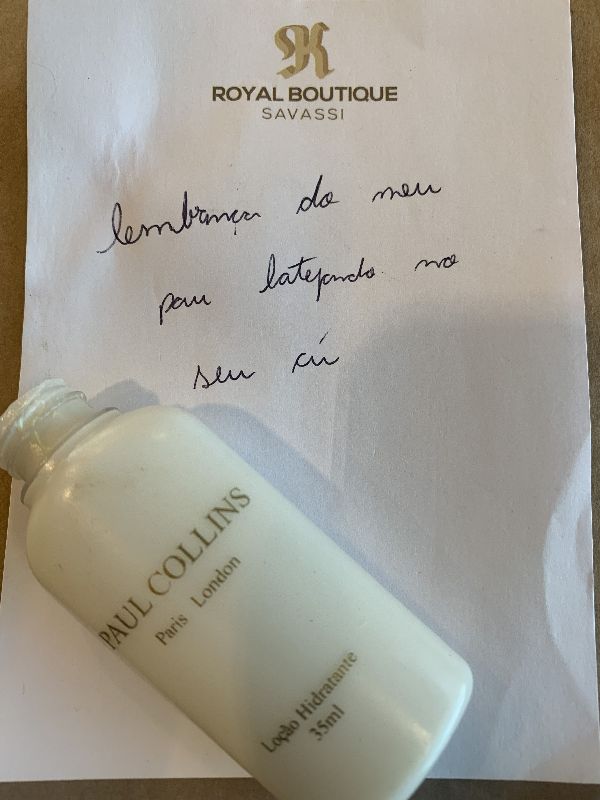 ROYAL BOUTIQUE
SAVASSI
lembrança do meu
pau latejando no
seu cú
PAUL COLLINS
Paris London
Loção Hidratante
35ml